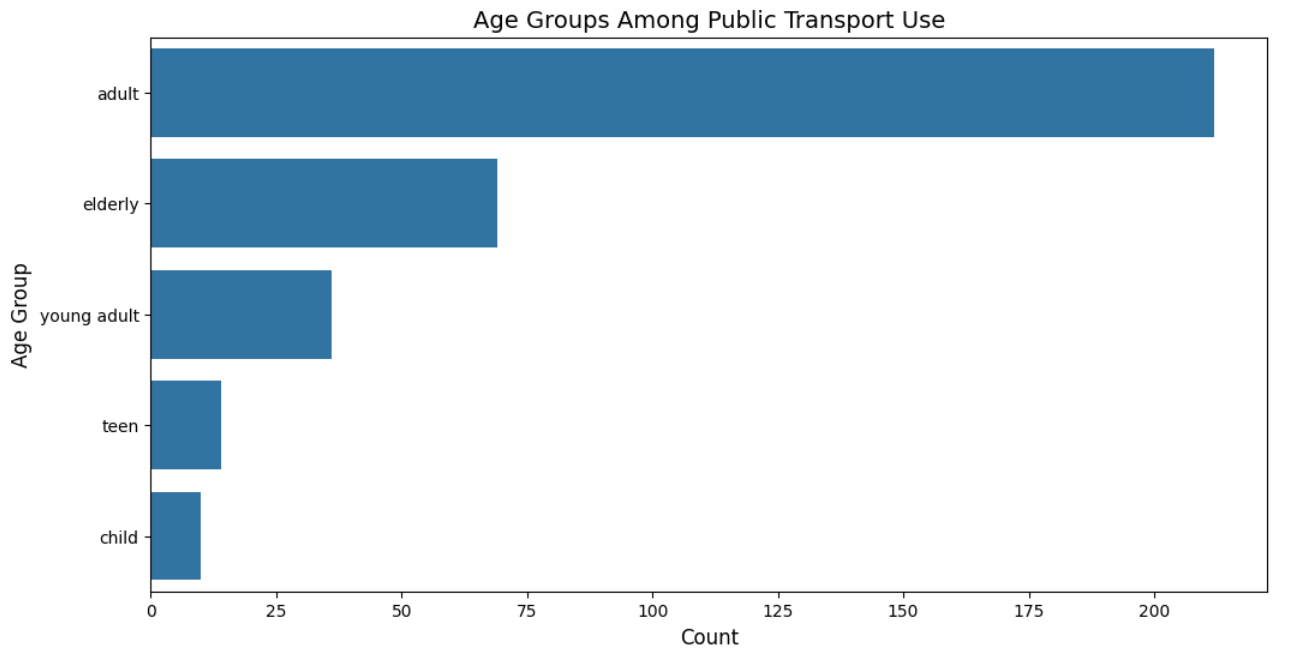 Age Groups Among Public Transport Use
adult
elderly
young adult
teen
child
Age Group
0 25 50 75 100 125 150 175 200
Count